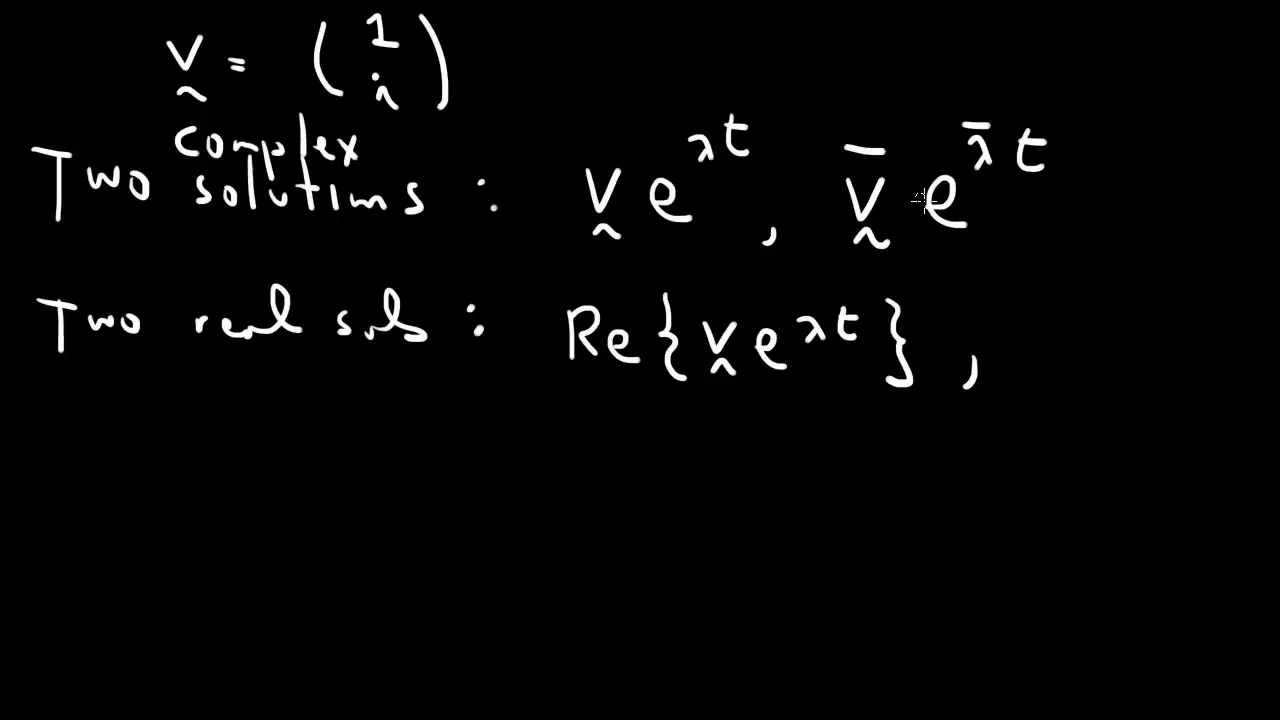 v = ( 1 i )
complex
Two solutions : v e^λt , v̄ e^λ̄t
Two real sols : Re{v e^λt} ,